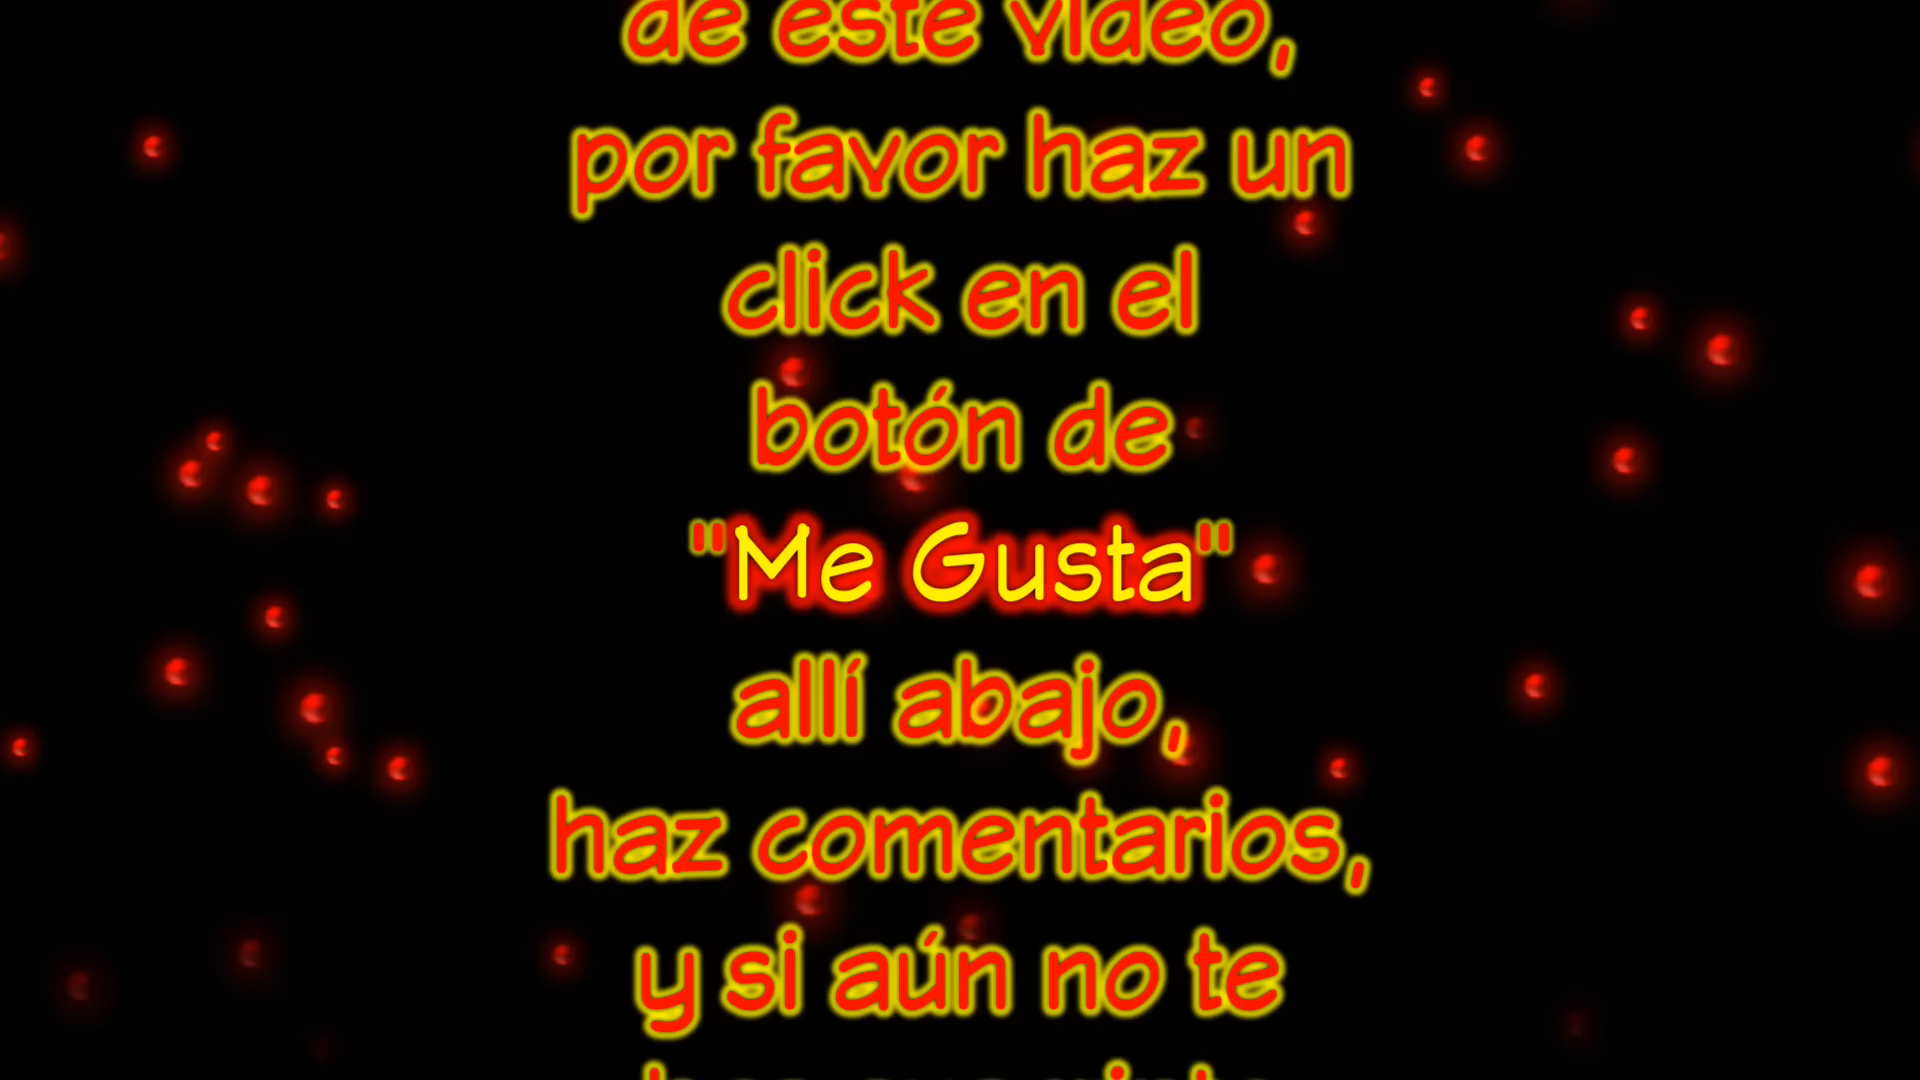 de este video,
por favor haz un
click en el
botón de
"Me Gusta"
allí abajo,
haz comentarios,
y si aún no te